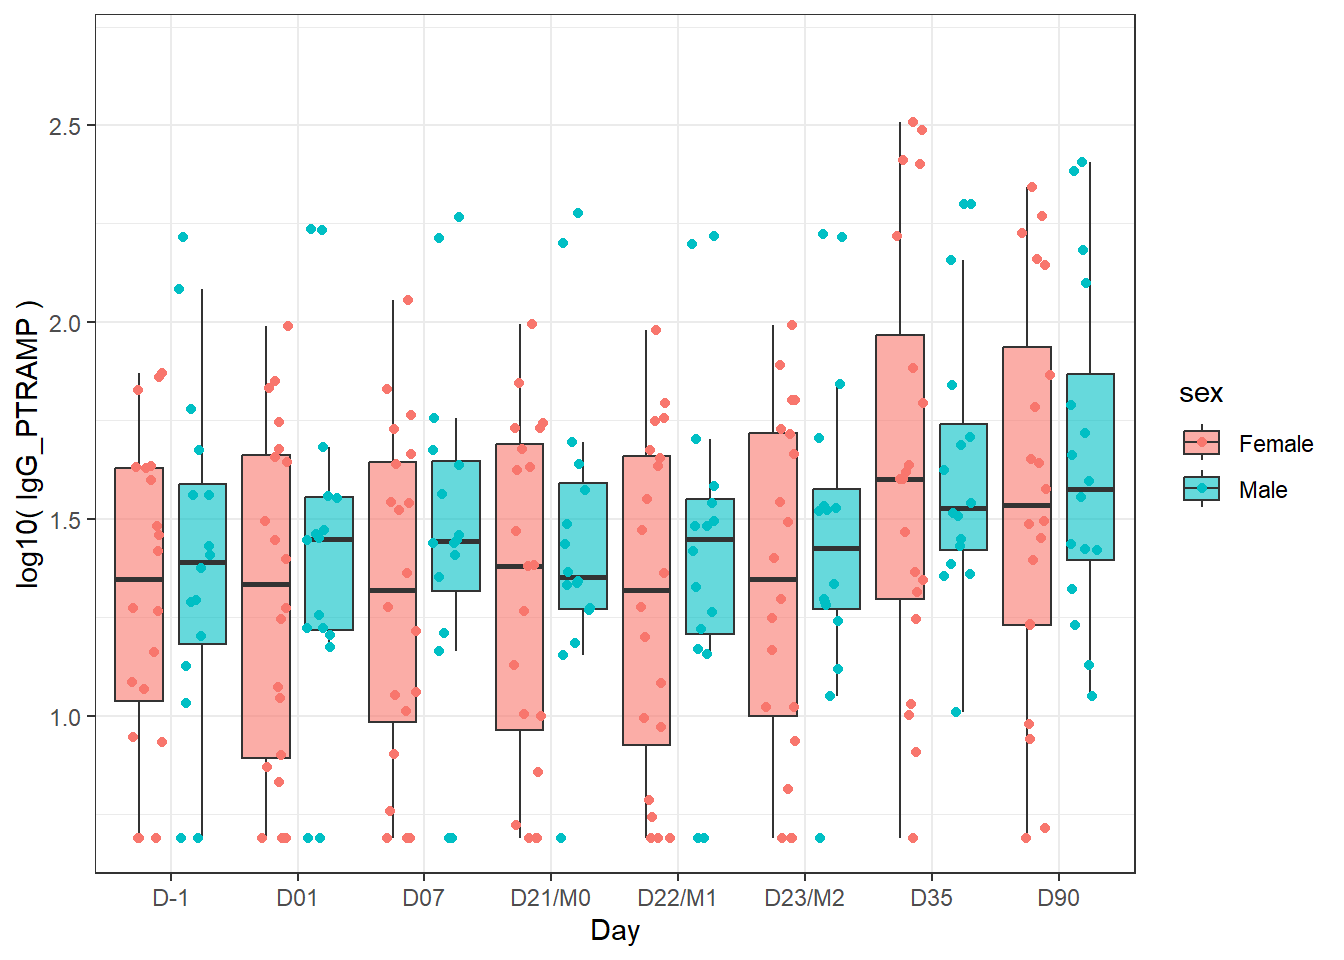 log10( IgG_PTRAMP )
2.5
2.0
1.5
1.0
D-1 D01 D07 D21/M0 D22/M1 D23/M2 D35 D90
Day
sex
Female
Male